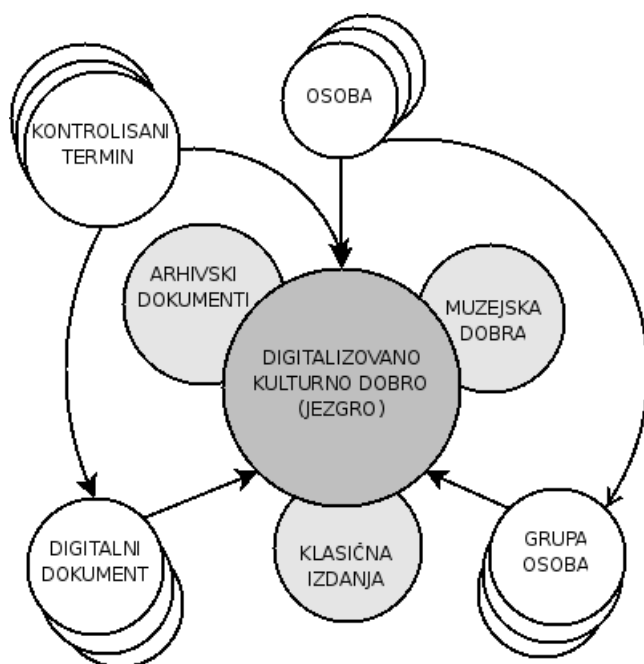 KONTROLISANI
TERMIN
OSOBA
ARHIVSKI
DOKUMENTI
MUZEJSKA
DOBRA
DIGITALIZOVANO
KULTURNO DOBRO
(JEZGRO)
DIGITALNI
DOKUMENT
KLASIČNA
IZDANJA
GRUPA
OSOBA